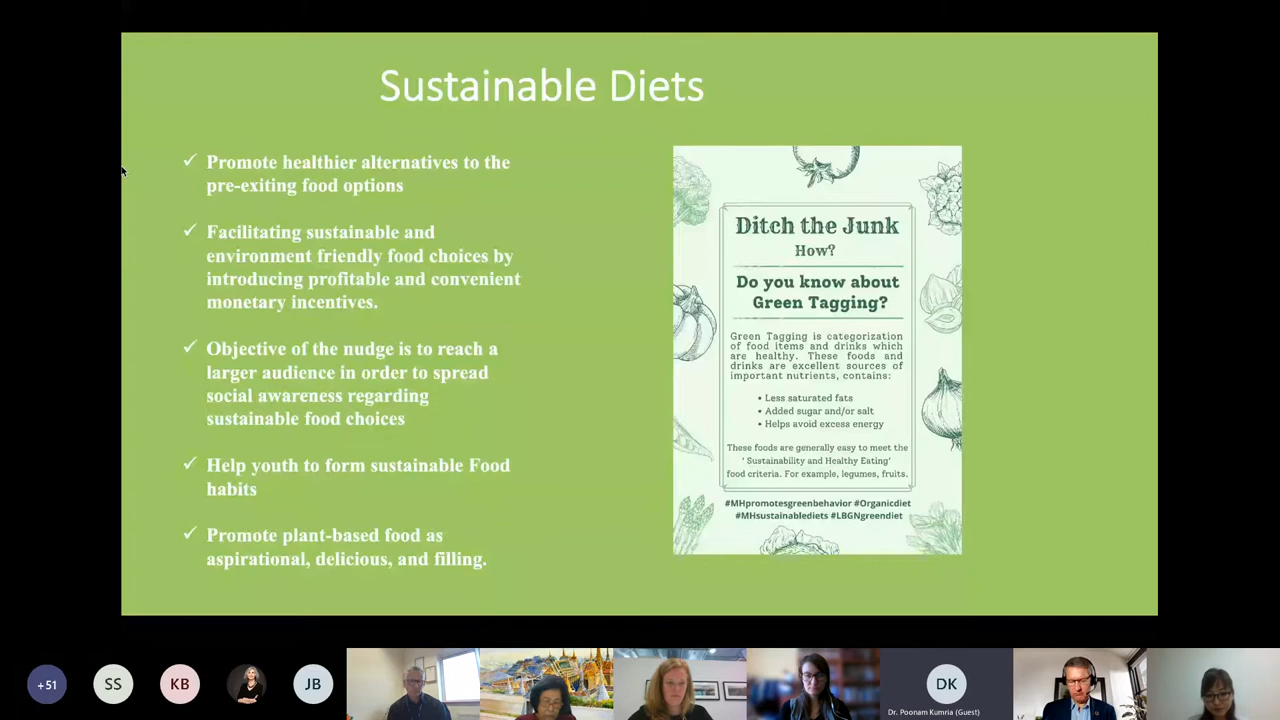 Sustainable Diets
✓ Promote healthier alternatives to the
pre-exiting food options
✓ Facilitating sustainable and
environment friendly food choices by
introducing profitable and convenient
monetary incentives.
✓ Objective of the nudge is to reach a
larger audience in order to spread
social awareness regarding
sustainable food choices
✓ Help youth to form sustainable Food
habits
✓ Promote plant-based food as
aspirational, delicious, and filling.
Ditch the Junk
How?
Do you know about
Green Tagging?
Green Tagging is categorization
of food items and drinks which
are healthy. These foods and
drinks are excellent sources of
important nutrients, contains:
• Less saturated fats
• Added sugar and/or salt
• Helps avoid excess energy
These foods are generally easy to meet the
' Sustainability and Healthy Eating'
food criteria. For example, legumes, fruits.
#MHpromotesgreenbehavior #Organicdiet
#MHsustainablediets #LBGNgreendiet
+51
SS
KB
JB
DK
Dr. Poonam Kumria (Guest)